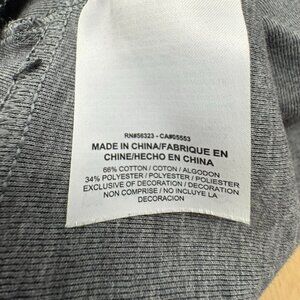 RN#56323 - CA#05553
MADE IN CHINA/FABRIQUE EN
CHINE/HECHO EN CHINA
66% COTTON / COTON / ALGODON
34% POLYESTER / POLYESTER / POLIESTER
EXCLUSIVE OF DECORATION / DECORATION
NON COMPRISE / NO INCLUYE LA
DECORACION